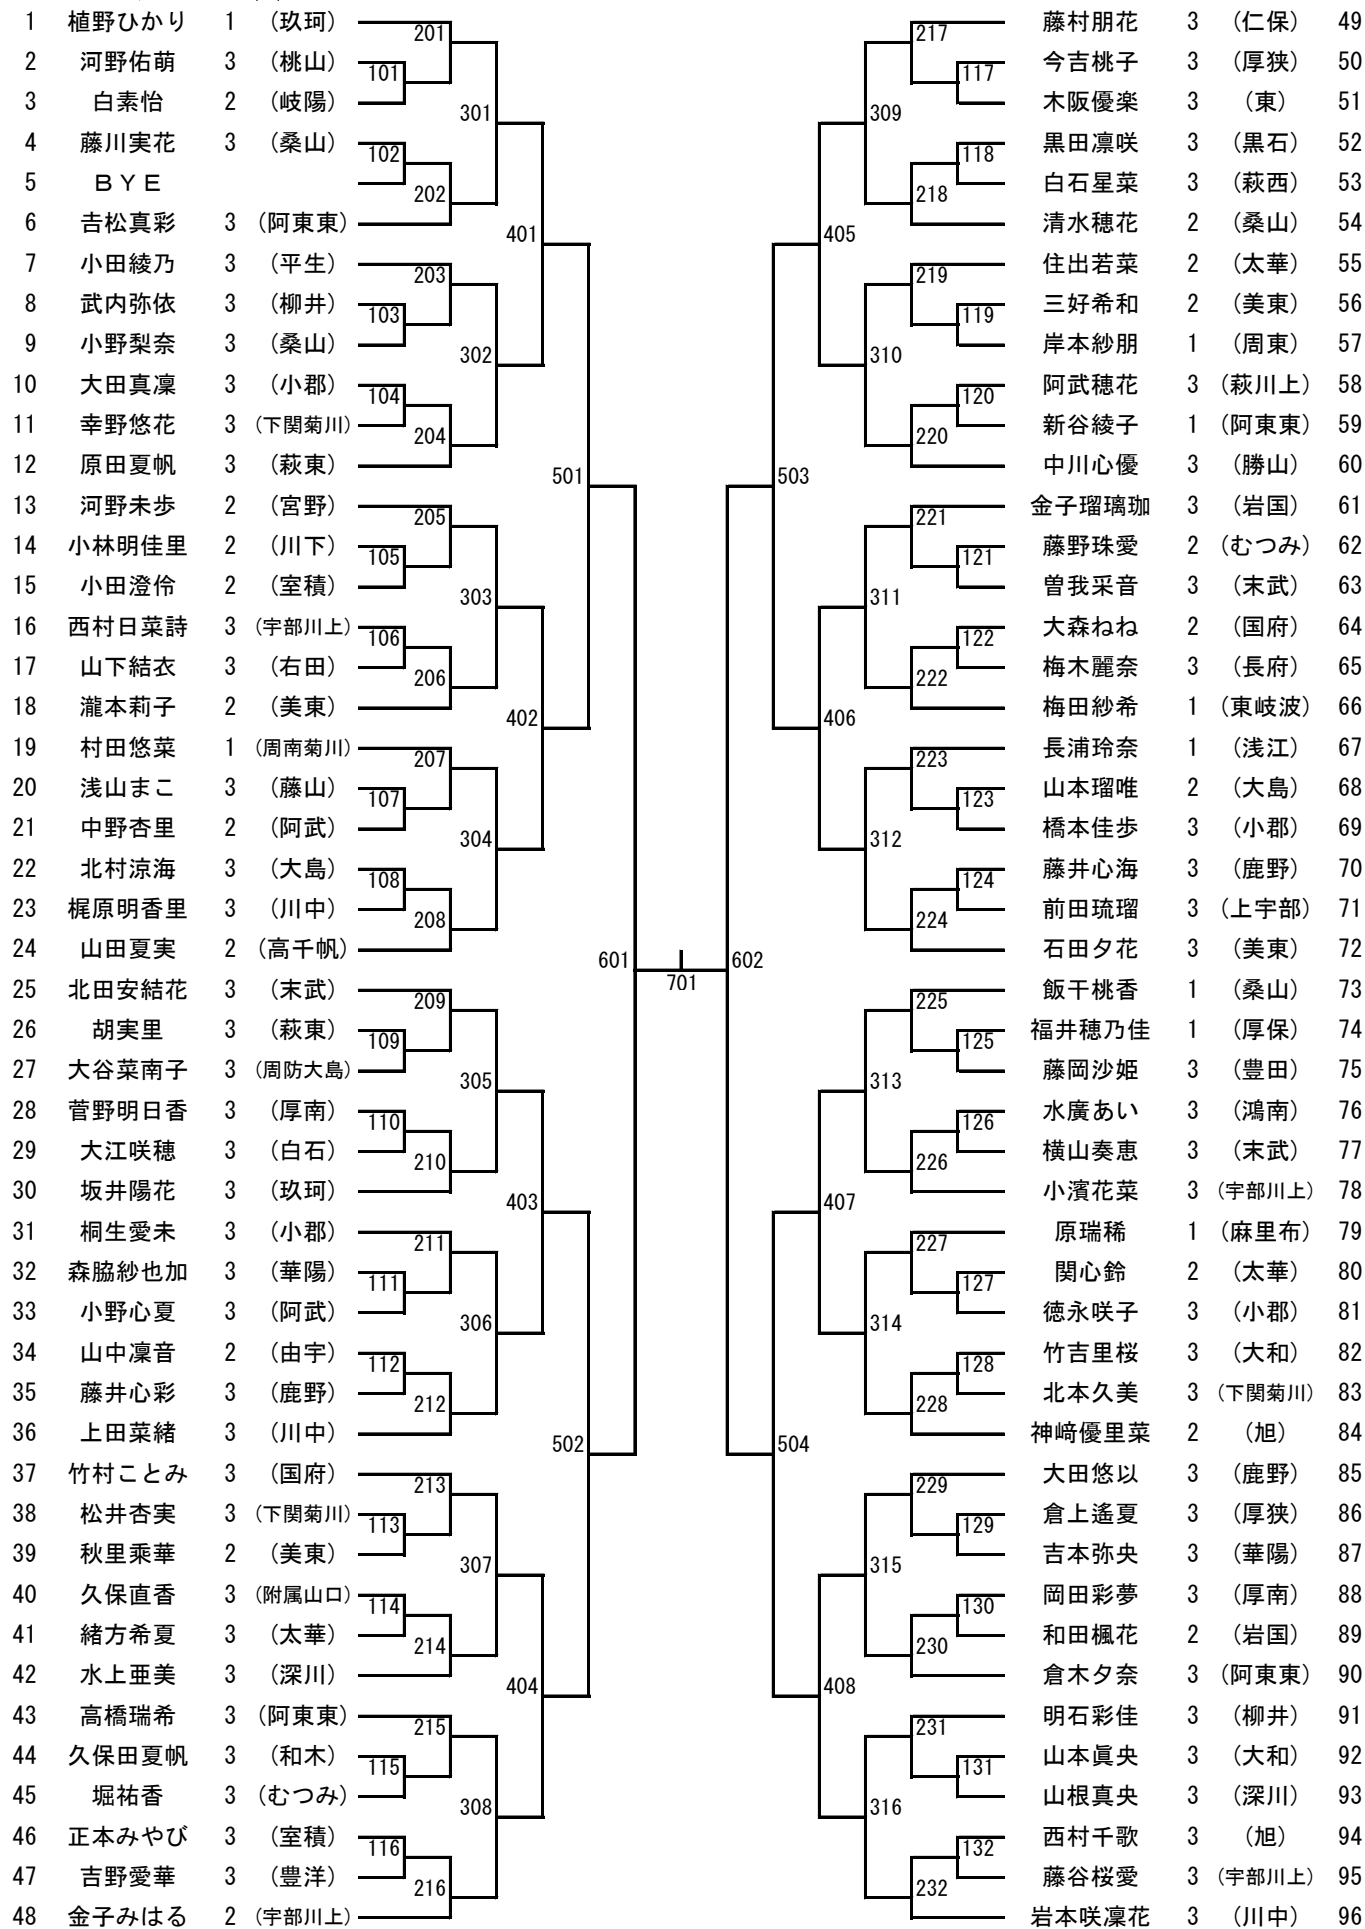 1 植野ひかり 1 (玖珂)
2 河野佑萌 3 (桃山)
3 白素怡 2 (岐陽)
4 藤川実花 3 (桑山)
5 ＢＹＥ
6 吉松真彩 3 (阿東東)
7 小田綾乃 3 (平生)
8 武内弥依 3 (柳井)
9 小野梨奈 3 (桑山)
10 大田真凜 3 (小郡)
11 幸野悠花 3 (下関菊川)
12 原田夏帆 3 (萩東)
13 河野未歩 2 (宮野)
14 小林明佳里 2 (川下)
15 小田澄伶 2 (室積)
16 西村日菜詩 3 (宇部川上)
17 山下結衣 3 (右田)
18 瀧本莉子 2 (美東)
19 村田悠菜 1 (周南菊川)
20 浅山まこ 3 (藤山)
21 中野杏里 2 (阿武)
22 北村涼海 3 (大島)
23 梶原明香里 3 (川中)
24 山田夏実 2 (高千帆)
25 北田安結花 3 (末武)
26 胡実里 3 (萩東)
27 大谷菜南子 3 (周防大島)
28 菅野明日香 3 (厚南)
29 大江咲穂 3 (白石)
30 坂井陽花 3 (玖珂)
31 桐生愛未 3 (小郡)
32 森脇紗也加 3 (華陽)
33 小野心夏 3 (阿武)
34 山中凜音 2 (由宇)
35 藤井心彩 3 (鹿野)
36 上田菜緒 3 (川中)
37 竹村ことみ 3 (国府)
38 松井杏実 3 (下関菊川)
39 秋里乘華 2 (美東)
40 久保直香 3 (附属山口)
41 緒方希夏 3 (太華)
42 水上亜美 3 (深川)
43 高橋瑞希 3 (阿東東)
44 久保田夏帆 3 (和木)
45 堀祐香 3 (むつみ)
46 正本みやび 3 (室積)
47 吉野愛華 3 (豊洋)
48 金子みはる 2 (宇部川上)
101
102
103
104
105
106
107
108
109
110
111
112
113
114
115
116
201
202
203
204
205
206
207
208
209
210
211
212
213
214
215
216
301
302
303
304
305
306
307
308
401
402
403
404
501
502
601
701
602
503
504
405
406
407
408
309
310
311
312
313
314
315
316
217
218
219
220
221
222
223
224
225
226
227
228
229
230
231
232
117
118
119
120
121
122
123
124
125
126
127
128
129
130
131
132
藤村朋花 3 (仁保) 49
今吉桃子 3 (厚狭) 50
木阪優楽 3 (東) 51
黒田凛咲 3 (黒石) 52
白石星菜 3 (萩西) 53
清水穂花 2 (桑山) 54
住出若菜 2 (太華) 55
三好希和 2 (美東) 56
岸本紗朋 1 (周東) 57
阿武穂花 3 (萩川上) 58
新谷綾子 1 (阿東東) 59
中川心優 3 (勝山) 60
金子瑠璃珈 3 (岩国) 61
藤野珠愛 2 (むつみ) 62
曽我采音 3 (末武) 63
大森ねね 2 (国府) 64
梅木麗奈 3 (長府) 65
梅田紗希 1 (東岐波) 66
長浦玲奈 1 (浅江) 67
山本瑠唯 2 (大島) 68
橋本佳歩 3 (小郡) 69
藤井心海 3 (鹿野) 70
前田琉瑠 3 (上宇部) 71
石田夕花 3 (美東) 72
飯干桃香 1 (桑山) 73
福井穂乃佳 1 (厚保) 74
藤岡沙姫 3 (豊田) 75
水廣あい 3 (鴻南) 76
横山奏恵 3 (末武) 77
小濱花菜 3 (宇部川上) 78
原瑞稀 1 (麻里布) 79
関心鈴 2 (太華) 80
徳永咲子 3 (小郡) 81
竹吉里桜 3 (大和) 82
北本久美 3 (下関菊川) 83
神﨑優里菜 2 (旭) 84
大田悠以 3 (鹿野) 85
倉上遙夏 3 (厚狭) 86
吉本弥央 3 (華陽) 87
岡田彩夢 3 (厚南) 88
和田楓花 2 (岩国) 89
倉木夕奈 3 (阿東東) 90
明石彩佳 3 (柳井) 91
山本眞央 3 (大和) 92
山根真央 3 (深川) 93
西村千歌 3 (旭) 94
藤谷桜愛 3 (宇部川上) 95
岩本咲凜花 3 (川中) 96